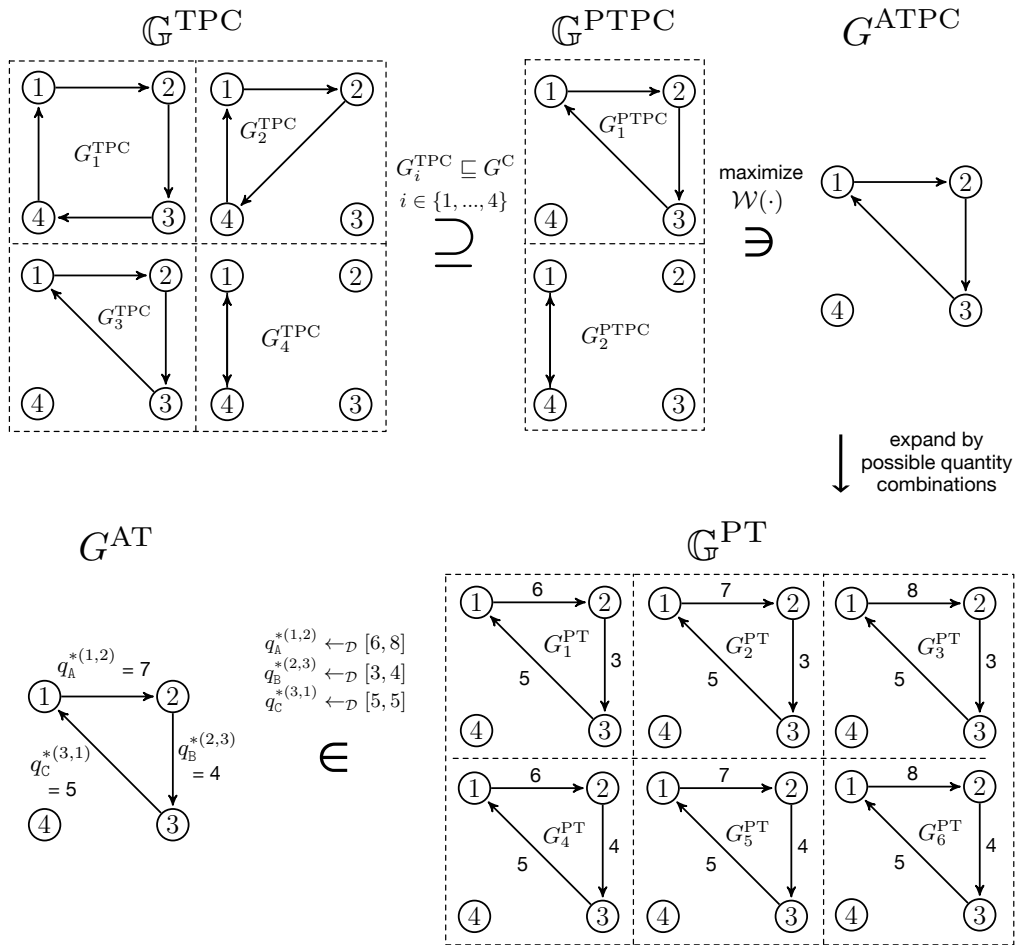 𝔾^TPC
𝔾^PTPC
G^ATPC
1 2
G_1^TPC
4 3
1 2
G_2^TPC
4 3
1 2
G_3^TPC
4 3
1 2
G_4^TPC
4 3
G_i^TPC ⊑ G^C
i ∈ {1, ..., 4}
⊇
1 2
G_1^PTPC
4 3
1 2
G_2^PTPC
4 3
maximize
𝒲(·)
∋
1 2
4 3
expand by
possible quantity
combinations
G^AT
𝔾^PT
q_A^*(1,2) = 7
1 2
q_B^*(2,3)
= 4
q_C^*(3,1)
= 5
4 3
q_A^*(1,2) ←_𝒟 [6, 8]
q_B^*(2,3) ←_𝒟 [3, 4]
q_C^*(3,1) ←_𝒟 [5, 5]
∈
1 6 2
G_1^PT 3
5
4 3
1 7 2
G_2^PT 3
5
4 3
1 8 2
G_3^PT 3
5
4 3
1 6 2
G_4^PT 4
5
4 3
1 7 2
G_5^PT 4
5
4 3
1 8 2
G_6^PT 4
5
4 3